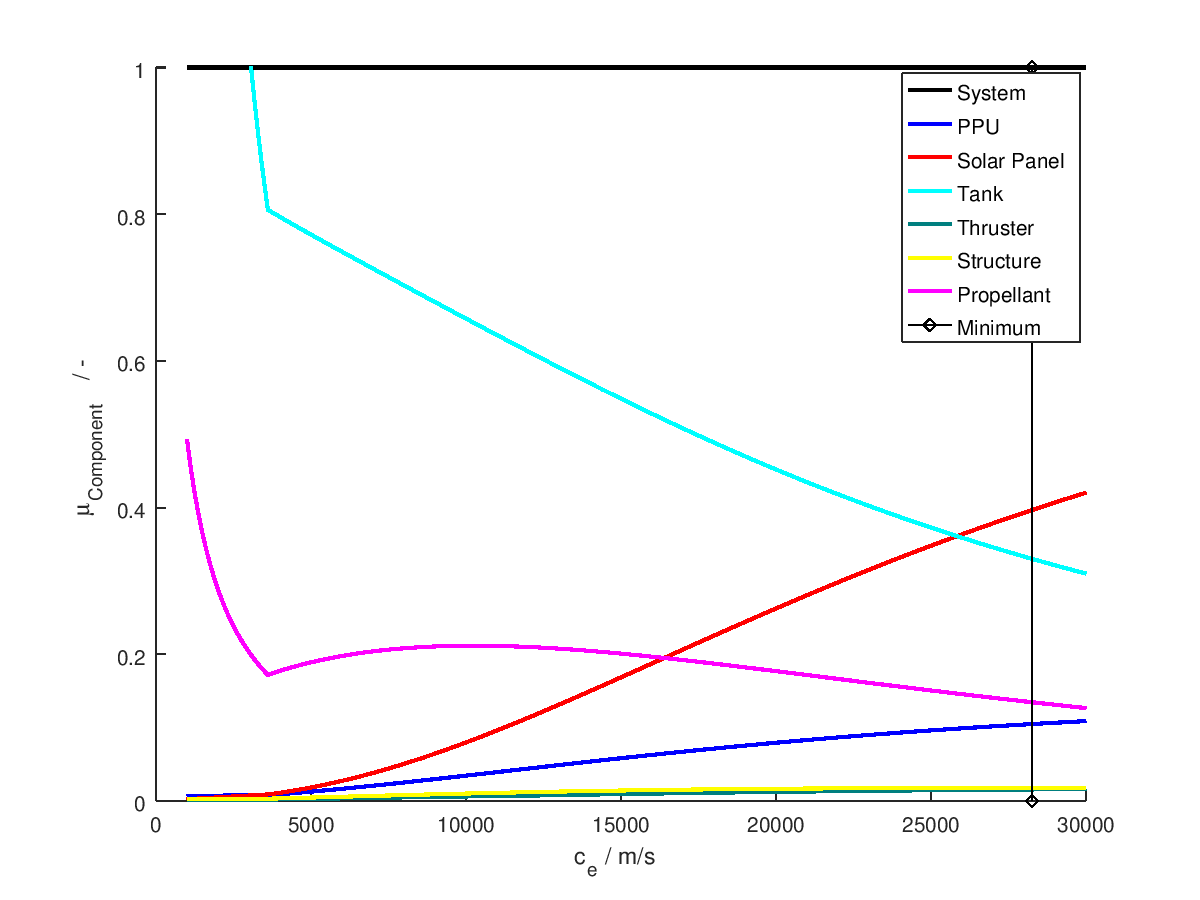 1
0.8
0.6
0.4
0.2
0
μComponent / -
System
PPU
Solar Panel
Tank
Thruster
Structure
Propellant
Minimum
0 5000 10000 15000 20000 25000 30000
ce / m/s